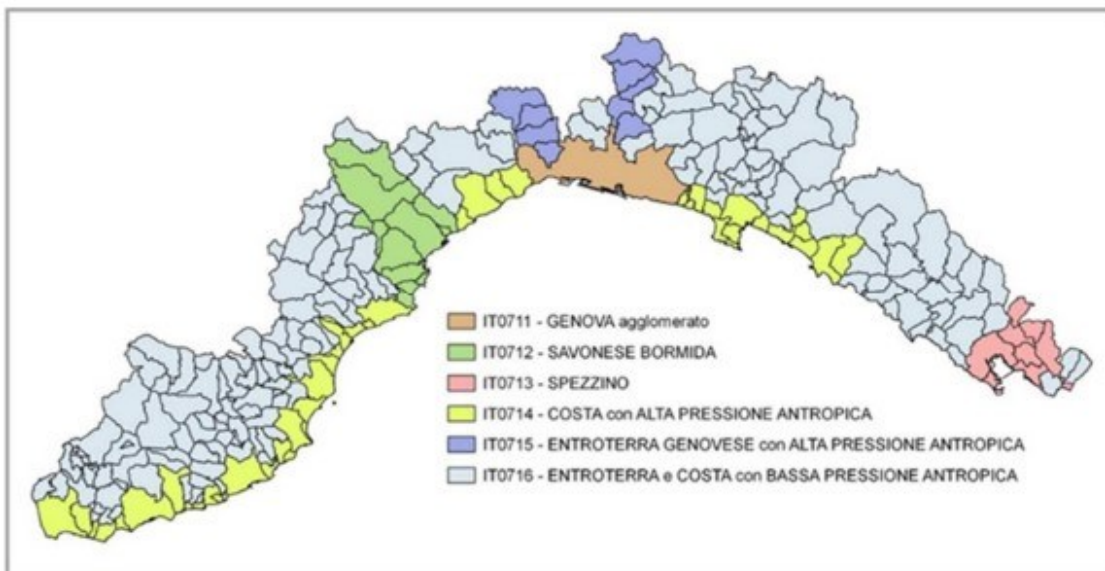 IT0711 - GENOVA agglomerato
IT0712 - SAVONESE BORMIDA
IT0713 - SPEZZINO
IT0714 - COSTA con ALTA PRESSIONE ANTROPICA
IT0715 - ENTROTERRA GENOVESE con ALTA PRESSIONE ANTROPICA
IT0716 - ENTROTERRA e COSTA con BASSA PRESSIONE ANTROPICA